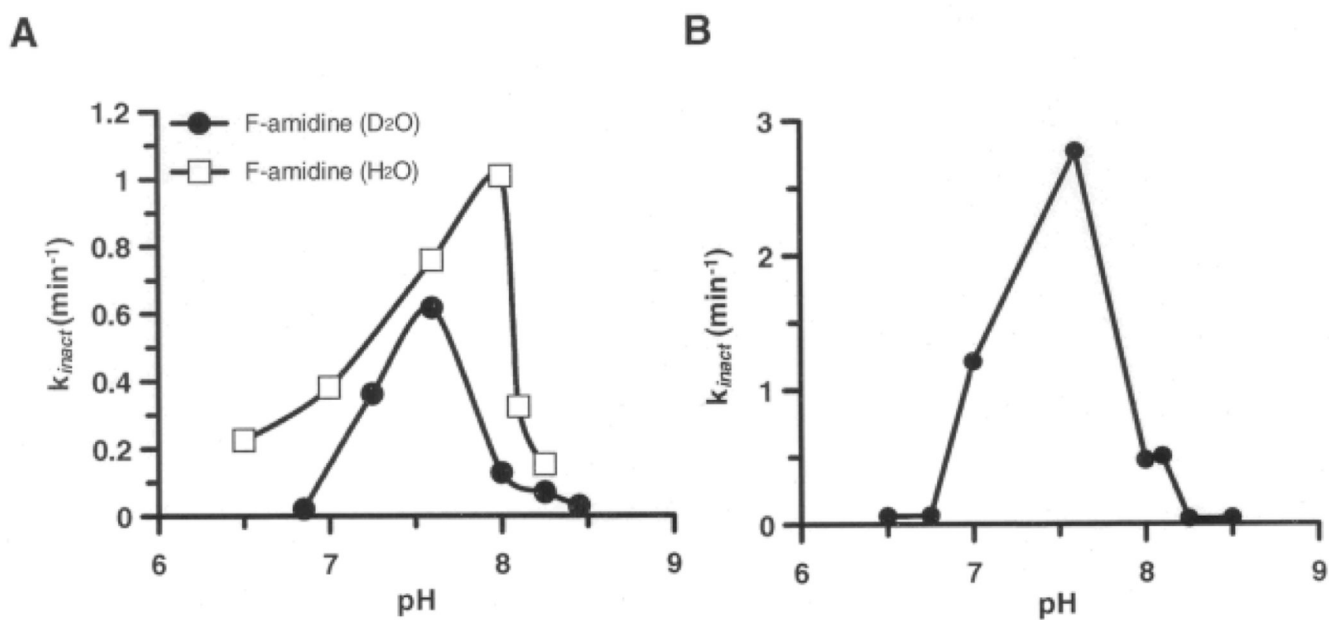 A
B
1.2
1
0.8
0.6
0.4
0.2
0
F-amidine (D2O)
F-amidine (H2O)
kinact (min-1)
6
7
8
9
pH
3
2
1
0
kinact (min-1)
6
7
8
9
pH